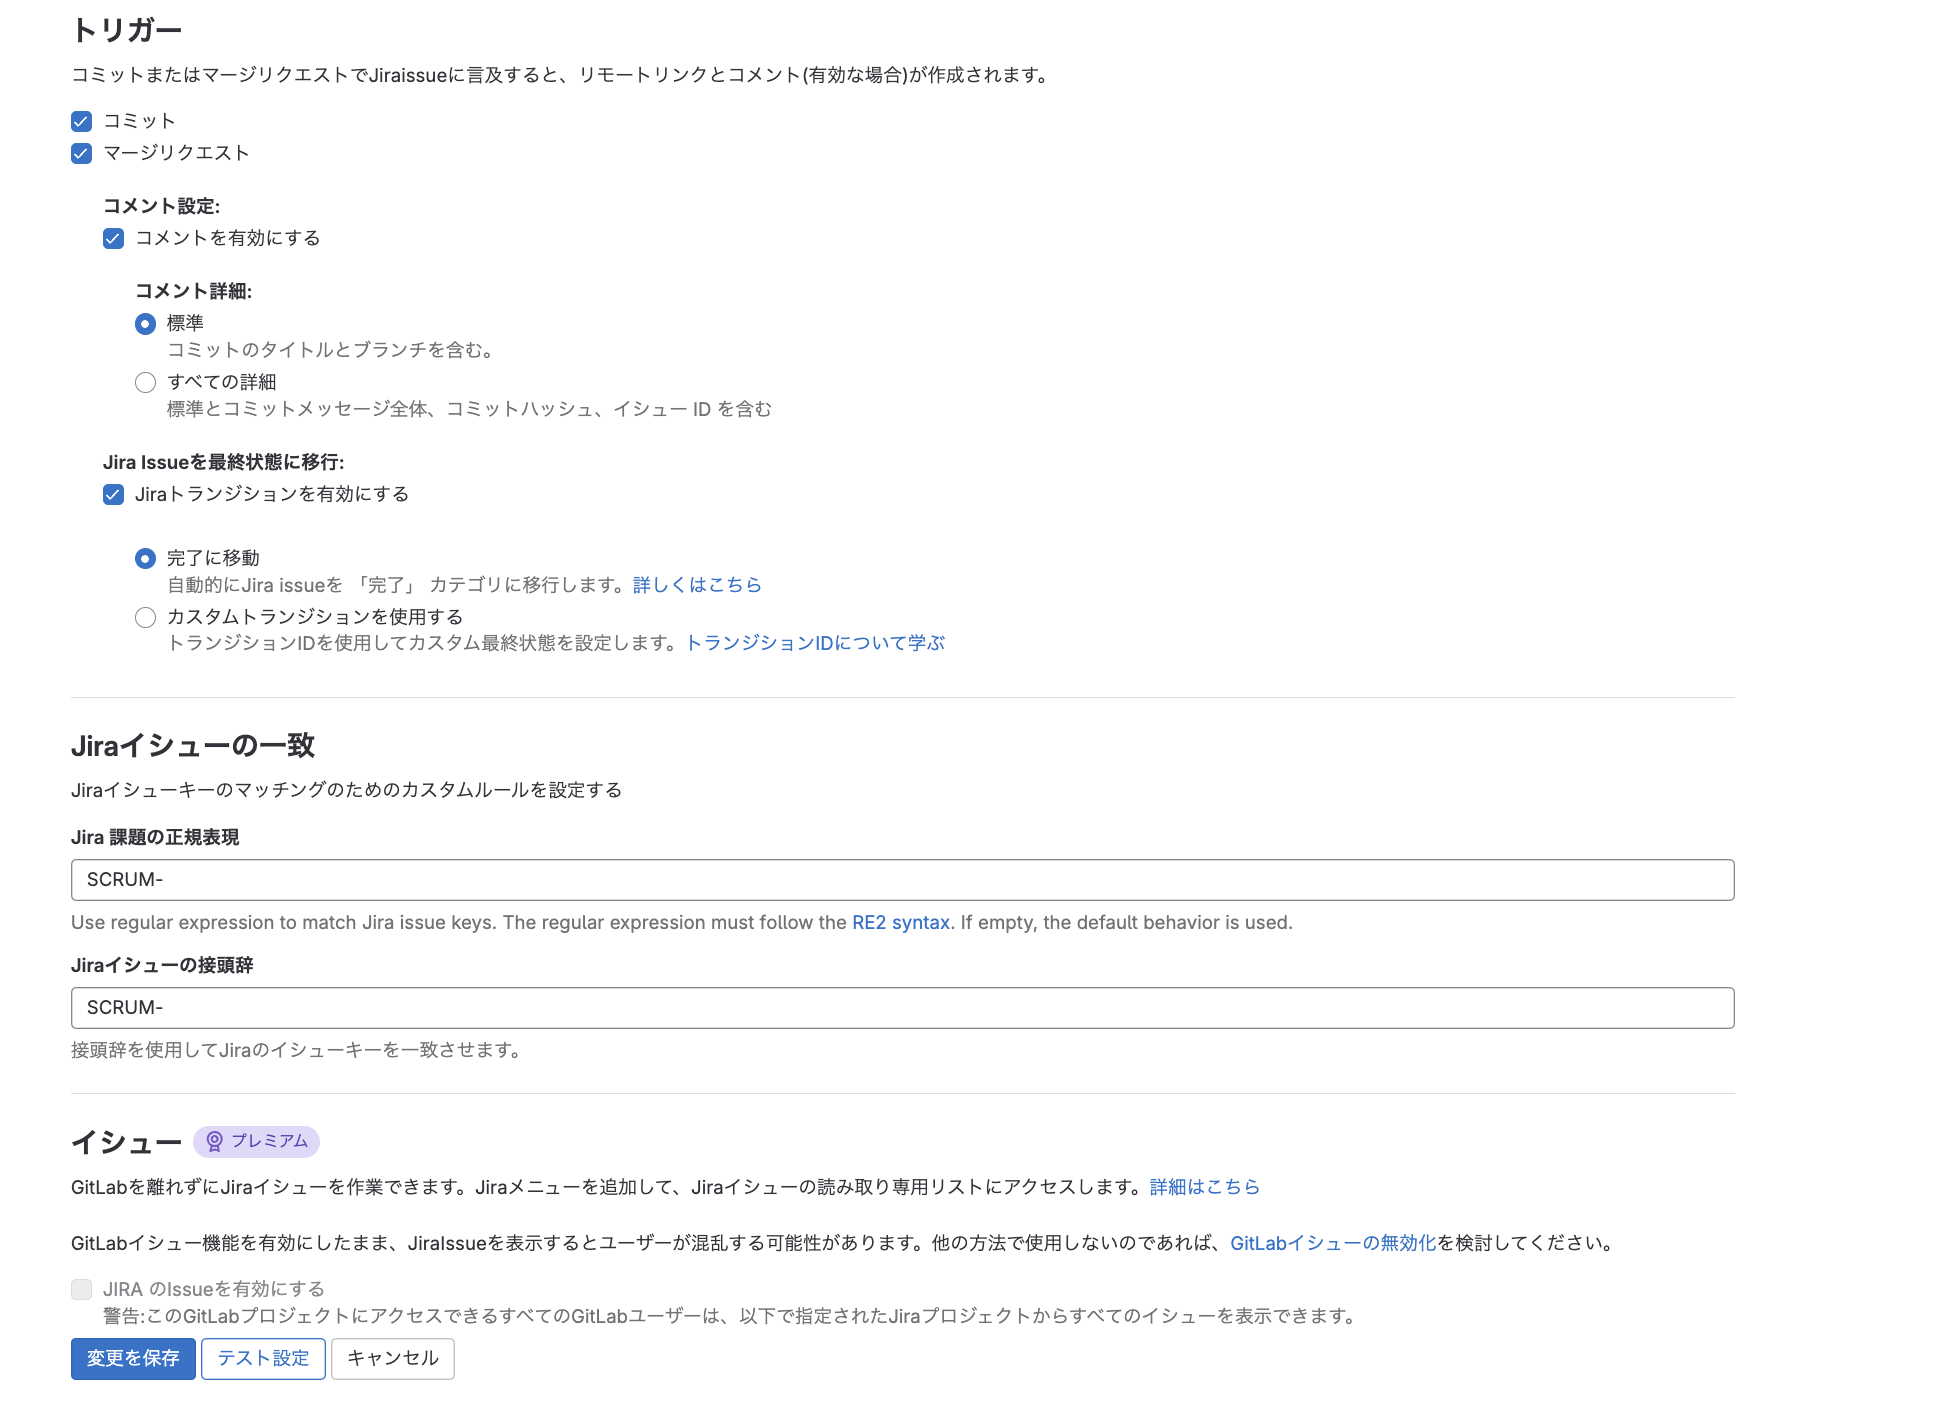 トリガー
コミットまたはマージリクエストでJiraissueに言及すると、リモートリンクとコメント(有効な場合)が作成されます。
コミット
マージリクエスト
コメント設定:
コメントを有効にする
コメント詳細:
標準
コミットのタイトルとブランチを含む。
すべての詳細
標準とコミットメッセージ全体、コミットハッシュ、イシュー ID を含む
Jira Issueを最終状態に移行:
Jiraトランジションを有効にする
完了に移動
自動的にJira issueを 「完了」 カテゴリに移行します。詳しくはこちら
カスタムトランジションを使用する
トランジションIDを使用してカスタム最終状態を設定します。トランジションIDについて学ぶ
Jiraイシューの一致
Jiraイシューキーのマッチングのためのカスタムルールを設定する
Jira 課題の正規表現
SCRUM-
Use regular expression to match Jira issue keys. The regular expression must follow the RE2 syntax. If empty, the default behavior is used.
Jiraイシューの接頭辞
SCRUM-
接頭辞を使用してJiraのイシューキーを一致させます。
イシュー プレミアム
GitLabを離れずにJiraイシューを作業できます。Jiraメニューを追加して、Jiraイシューの読み取り専用リストにアクセスします。詳細はこちら
GitLabイシュー機能を有効にしたまま、JiraIssueを表示するとユーザーが混乱する可能性があります。他の方法で使用しないのであれば、GitLabイシューの無効化を検討してください。
JIRA のIssueを有効にする
警告:このGitLabプロジェクトにアクセスできるすべてのGitLabユーザーは、以下で指定されたJiraプロジェクトからすべてのイシューを表示できます。
変更を保存 テスト設定 キャンセル